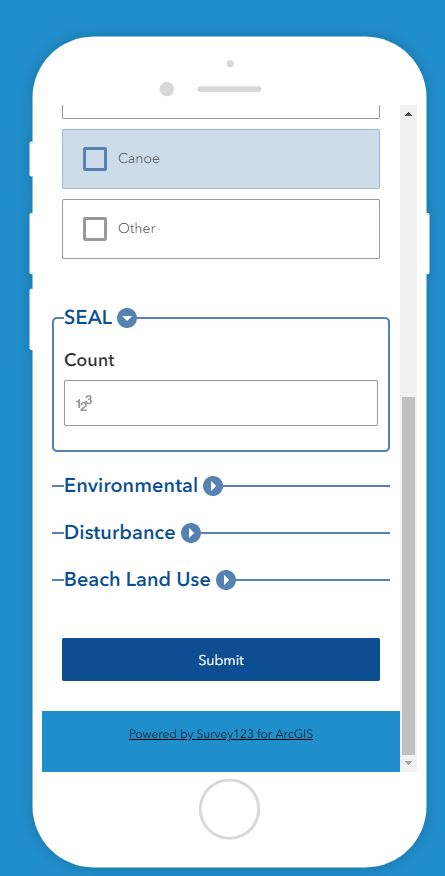 Canoe
Other
SEAL
Count
123
Environmental
Disturbance
Beach Land Use
Submit
Powered by Survey123 for ArcGIS